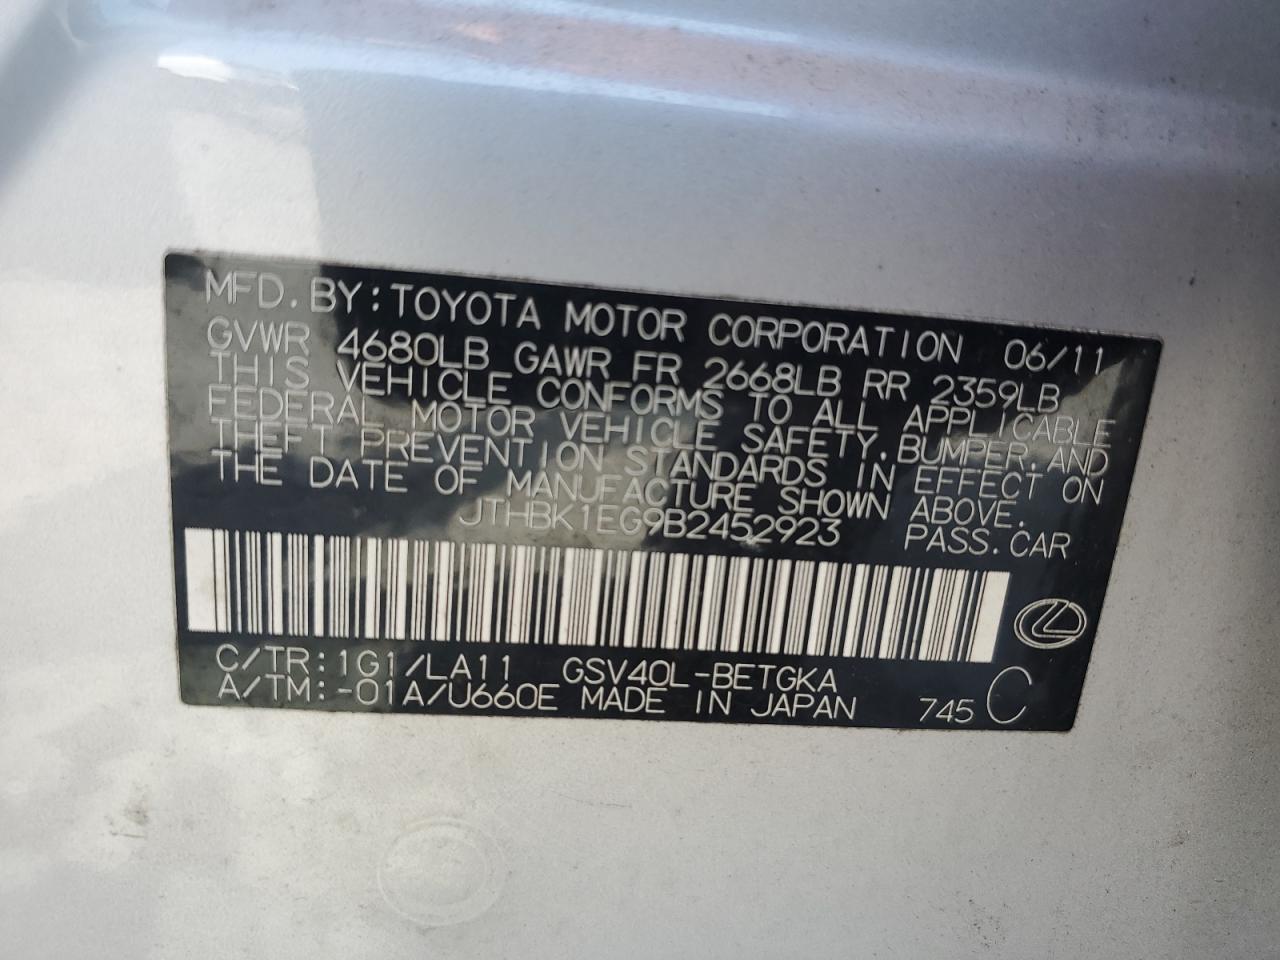 MFD. BY: TOYOTA MOTOR CORPORATION 06/11
GVWR 4680LB GAWR FR 2668LB RR 2359LB
THIS VEHICLE CONFORMS TO ALL APPLICABLE
FEDERAL MOTOR VEHICLE SAFETY, BUMPER, AND
THEFT PREVENTION STANDARDS IN EFFECT ON
THE DATE OF MANUFACTURE SHOWN ABOVE.
JTHBK1EG9B2452923 PASS. CAR
C/TR: 1G1/LA11 GSV40L-BETGKA
A/TM: -01A/U660E MADE IN JAPAN 745 C